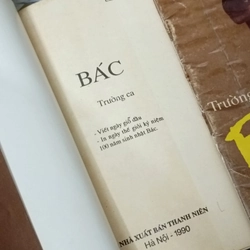 BÁC
Trường ca
- Viết ngày giỗ đầu
- In ngày thế giới kỷ niệm
100 năm sinh nhật Bác.
NHÀ XUẤT BẢN THANH NIÊN
Hà Nội - 1990
Trường